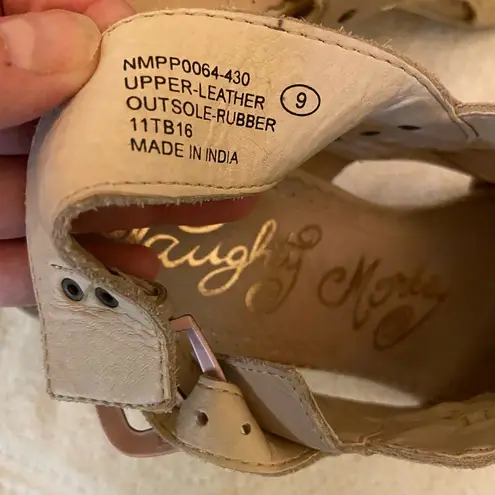 NMPP0064-430
UPPER-LEATHER
9
OUTSOLE-RUBBER
11TB16
MADE IN INDIA
Naughty Monkey